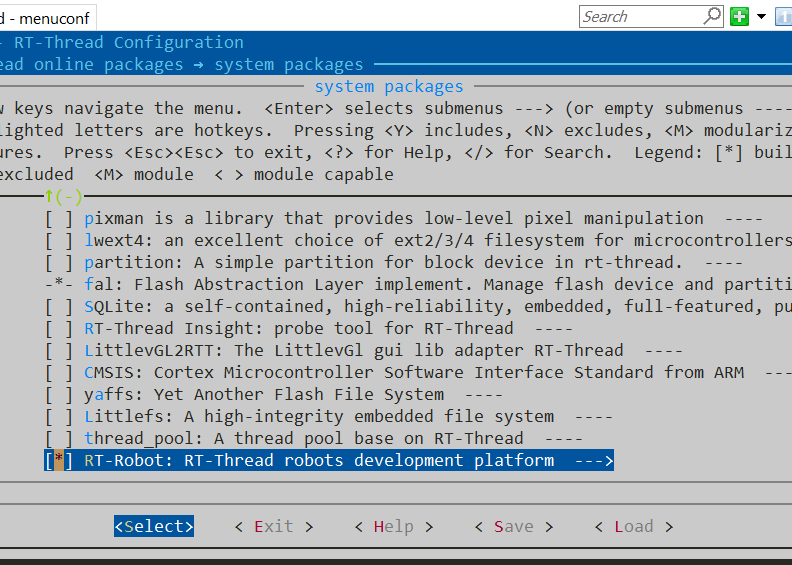 d - menuconf
Search
- RT-Thread Configuration
ead online packages → system packages
system packages
w keys navigate the menu. <Enter> selects submenus ---> (or empty submenus ----
lighted letters are hotkeys. Pressing <Y> includes, <N> excludes, <M> modulariz
ures. Press <Esc><Esc> to exit, <?> for Help, </> for Search. Legend: [*] buil
excluded <M> module < > module capable
↑(-)
[ ] pixman is a library that provides low-level pixel manipulation ----
[ ] lwext4: an excellent choice of ext2/3/4 filesystem for microcontrollers
[ ] partition: A simple partition for block device in rt-thread. ----
-*- fal: Flash Abstraction Layer implement. Manage flash device and partiti
[ ] SQLite: a self-contained, high-reliability, embedded, full-featured, pu
[ ] RT-Thread Insight: probe tool for RT-Thread ----
[ ] LittlevGL2RTT: The LittlevGl gui lib adapter RT-Thread ----
[ ] CMSIS: Cortex Microcontroller Software Interface Standard from ARM ---
[ ] yaffs: Yet Another Flash File System ----
[ ] Littlefs: A high-integrity embedded file system ----
[ ] thread_pool: A thread pool base on RT-Thread ----
[*] RT-Robot: RT-Thread robots development platform --->
<Select> < Exit > < Help > < Save > < Load >